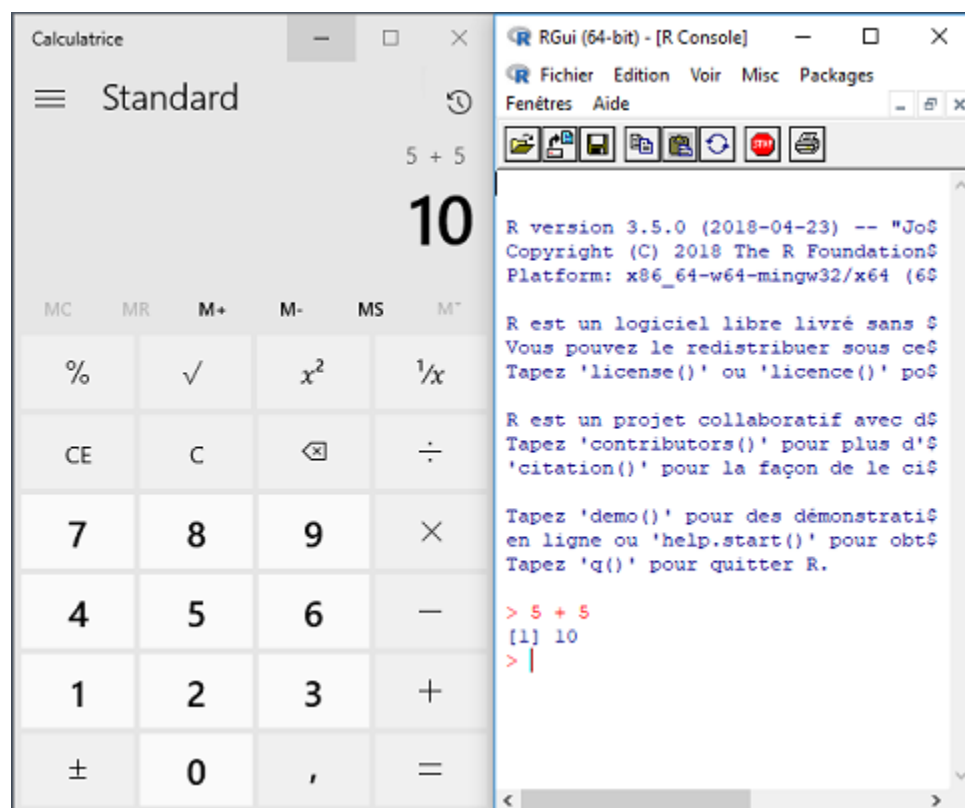 Calculatrice
Standard
5 + 5
10
MC MR M+ M- MS M˅
% √ x² ¹/x
CE C ÷
7 8 9 ×
4 5 6 −
1 2 3 +
± 0 , =
RGui (64-bit) - [R Console]
Fichier Edition Voir Misc Packages
Fenêtres Aide
STOP
R version 3.5.0 (2018-04-23) -- "Jo$
Copyright (C) 2018 The R Foundation$
Platform: x86_64-w64-mingw32/x64 (6$
R est un logiciel libre livré sans $
Vous pouvez le redistribuer sous ce$
Tapez 'license()' ou 'licence()' po$
R est un projet collaboratif avec d$
Tapez 'contributors()' pour plus d'$
'citation()' pour la façon de le ci$
Tapez 'demo()' pour des démonstrati$
en ligne ou 'help.start()' pour obt$
Tapez 'q()' pour quitter R.
> 5 + 5
[1] 10
>